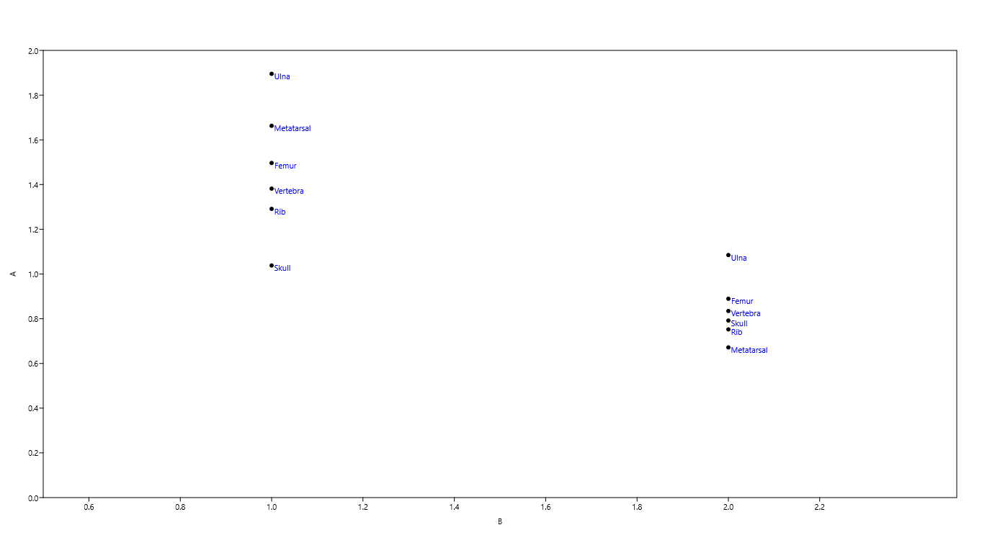 2.0
Ulna
1.8
Metatarsal
1.6
Femur
1.4
Vertebra
Rib
1.2
Ulna
Skull
A
1.0
Femur
Vertebra
0.8
Skull
Rib
Metatarsal
0.6
0.4
0.2
0.0
0.6 0.8 1.0 1.2 1.4 1.6 1.8 2.0 2.2
B